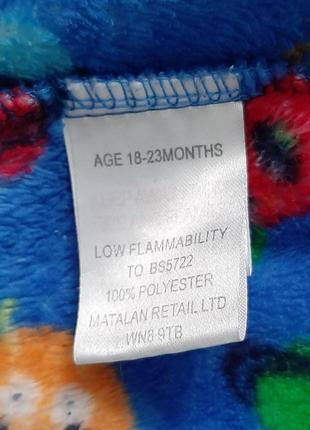 AGE 18-23MONTHS
LOW FLAMMABILITY
TO BS5722
100% POLYESTER
MATALAN RETAIL LTD
WN8 9TB